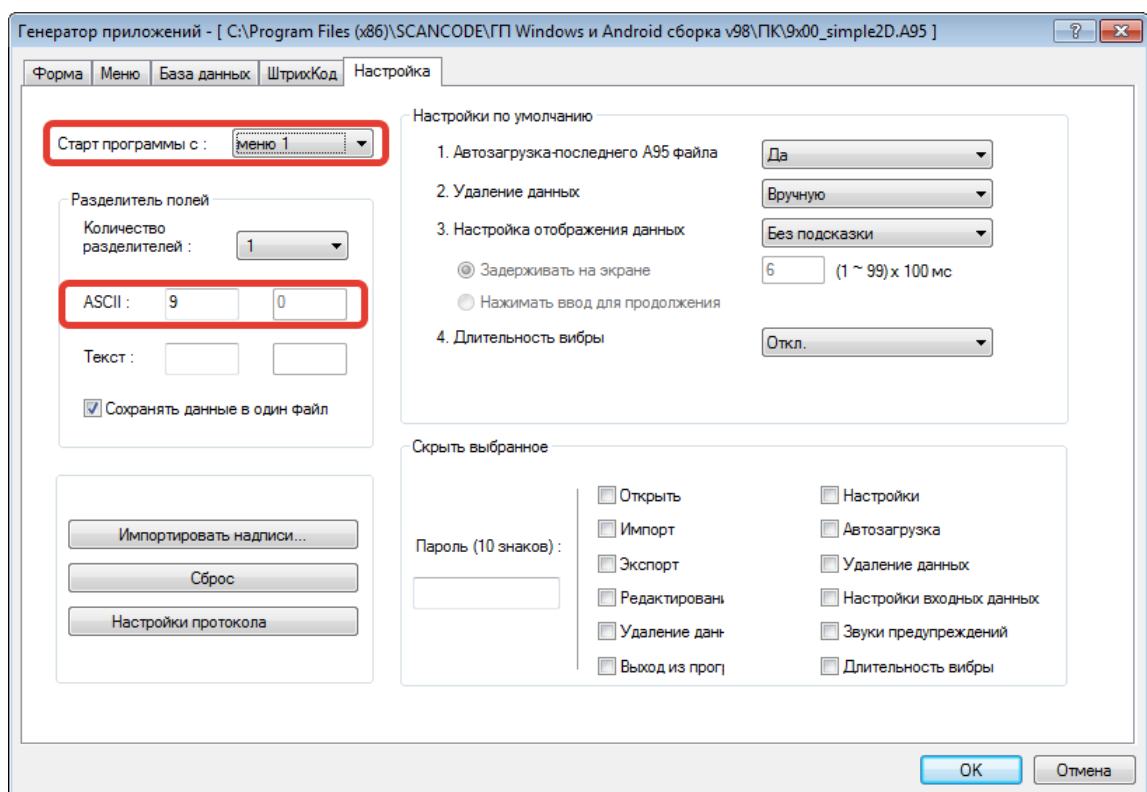 Генератор приложений - [ C:\Program Files (x86)\SCANCODE\ГП Windows и Android сборка v98\ПК\9x00_simple2D.A95 ]
Форма Меню База данных ШтрихКод Настройка
Старт программы с : меню 1
Разделитель полей
Количество
разделителей : 1
ASCII : 9 0
Текст :
Сохранять данные в один файл
Импортировать надписи...
Сброс
Настройки протокола
Настройки по умолчанию
1. Автозагрузка-последнего A95 файла Да
2. Удаление данных Вручную
3. Настройка отображения данных Без подсказки
Задерживать на экране 6 (1 ~ 99) x 100 мс
Нажимать ввод для продолжения
4. Длительность вибры Откл.
Скрыть выбранное
Пароль (10 знаков) :
Открыть Настройки
Импорт Автозагрузка
Экспорт Удаление данных
Редактировани Настройки входных данных
Удаление данн Звуки предупреждений
Выход из прог Длительность вибры
OK Отмена